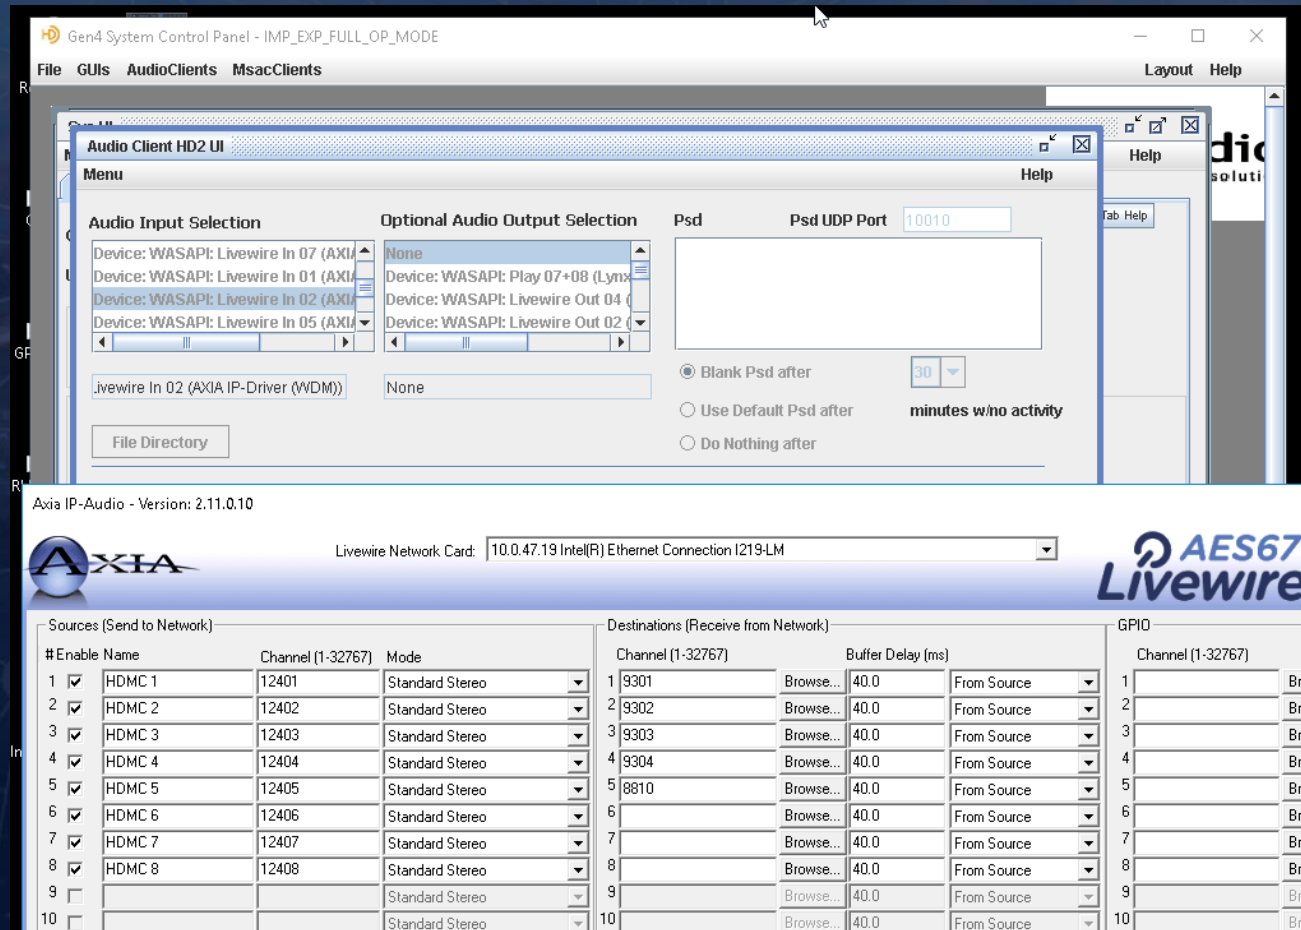 Gen4 System Control Panel - IMP_EXP_FULL_OP_MODE
File GUIs AudioClients MsacClients Layout Help
Help
Tab Help
Audio Client HD2 UI
Menu Help
Audio Input Selection
Device: WASAPI: Livewire In 07 (AXIA
Device: WASAPI: Livewire In 01 (AXIA
Device: WASAPI: Livewire In 02 (AXIA
Device: WASAPI: Livewire In 05 (AXIA
.ivewire In 02 (AXIA IP-Driver (WDM))
File Directory
Optional Audio Output Selection
None
Device: WASAPI: Play 07+08 (Lynx
Device: WASAPI: Livewire Out 04 (
Device: WASAPI: Livewire Out 02 (
None
Psd Psd UDP Port 10010
Blank Psd after 30
Use Default Psd after minutes w/no activity
Do Nothing after
Axia IP-Audio - Version: 2.11.0.10
AXIA
Livewire Network Card: 10.0.47.19 Intel(R) Ethernet Connection I219-LM
AES67
Livewire
Sources (Send to Network) Destinations (Receive from Network) GPIO
# Enable Name Channel (1-32767) Mode Channel (1-32767) Buffer Delay (ms) Channel (1-32767)
1 HDMC 1 12401 Standard Stereo 1 9301 Browse... 40.0 From Source 1 Br
2 HDMC 2 12402 Standard Stereo 2 9302 Browse... 40.0 From Source 2 Br
3 HDMC 3 12403 Standard Stereo 3 9303 Browse... 40.0 From Source 3 Br
4 HDMC 4 12404 Standard Stereo 4 9304 Browse... 40.0 From Source 4 Br
5 HDMC 5 12405 Standard Stereo 5 8810 Browse... 40.0 From Source 5 Br
6 HDMC 6 12406 Standard Stereo 6 Browse... 40.0 From Source 6 Br
7 HDMC 7 12407 Standard Stereo 7 Browse... 40.0 From Source 7 Br
8 HDMC 8 12408 Standard Stereo 8 Browse... 40.0 From Source 8 Br
9 Standard Stereo 9 Browse... 40.0 From Source 9 Br
10 Standard Stereo 10 Browse... 40.0 From Source 10 Br